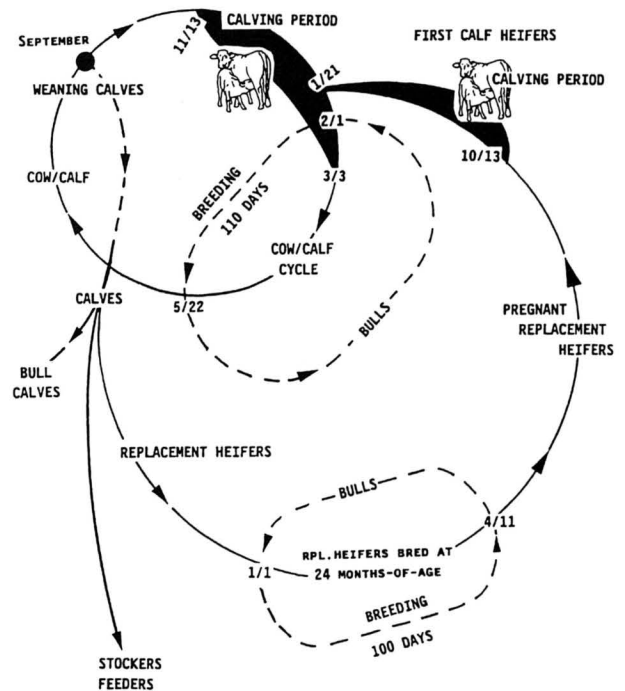 CALVING PERIOD
11/13
SEPTEMBER
WEANING CALVES
FIRST CALF HEIFERS
CALVING PERIOD
1/21
2/1
10/13
3/3
COW/CALF
BREEDING
110 DAYS
COW/CALF
CYCLE
5/22
CALVES
BULLS
PREGNANT
REPLACEMENT
HEIFERS
BULL
CALVES
REPLACEMENT HEIFERS
BULLS
4/11
RPL.HEIFERS BRED AT
24 MONTHS-OF-AGE
1/1
BREEDING
100 DAYS
STOCKERS
FEEDERS